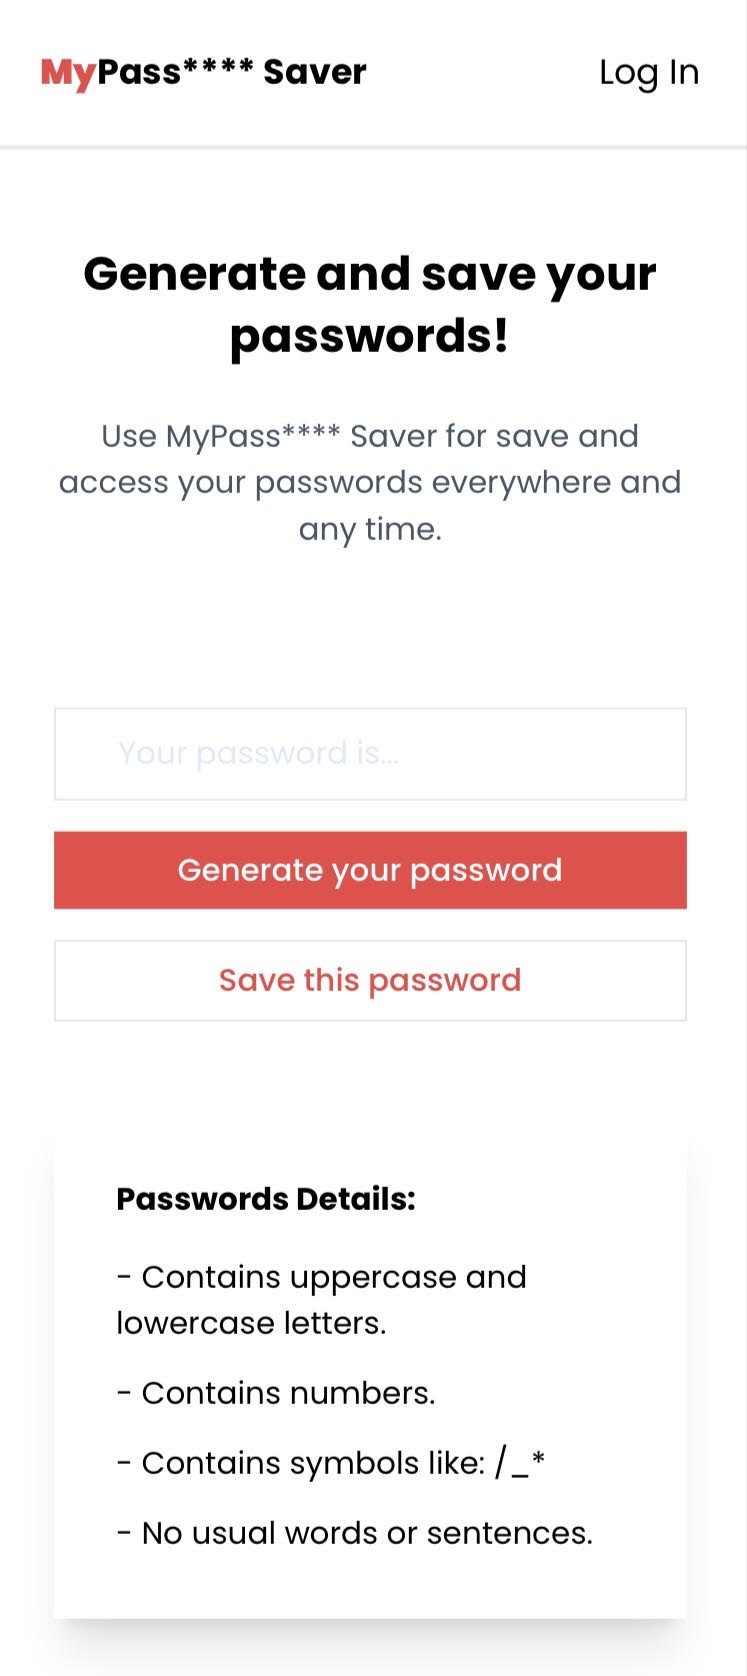 MyPass**** Saver
Log In
Generate and save your
passwords!
Use MyPass**** Saver for save and
access your passwords everywhere and
any time.
Your password is...
Generate your password
Save this password
Passwords Details:
- Contains uppercase and
lowercase letters.
- Contains numbers.
- Contains symbols like: /_*
- No usual words or sentences.